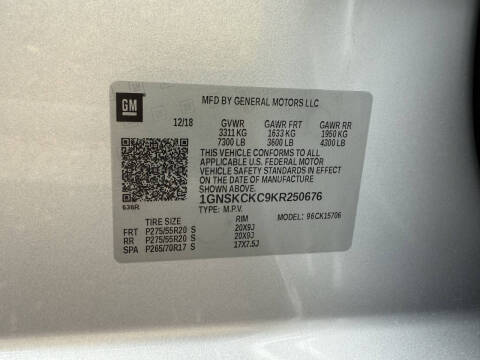 GM
MFD BY GENERAL MOTORS LLC
12/18 GVWR GAWR FRT GAWR RR
3311 KG 1633 KG 1950 KG
7300 LB 3600 LB 4300 LB
THIS VEHICLE CONFORMS TO ALL
APPLICABLE U.S. FEDERAL MOTOR
VEHICLE SAFETY STANDARDS IN EFFECT
ON THE DATE OF MANUFACTURE SHOWN ABOVE.
1GNSKCKC9KR250676
636R
TYPE: M.P.V. MODEL: 96CK15706
TIRE SIZE RIM
FRT P275/55R20 S 20X9J
RR P275/55R20 S 20X9J
SPA P265/70R17 S 17X7.5J